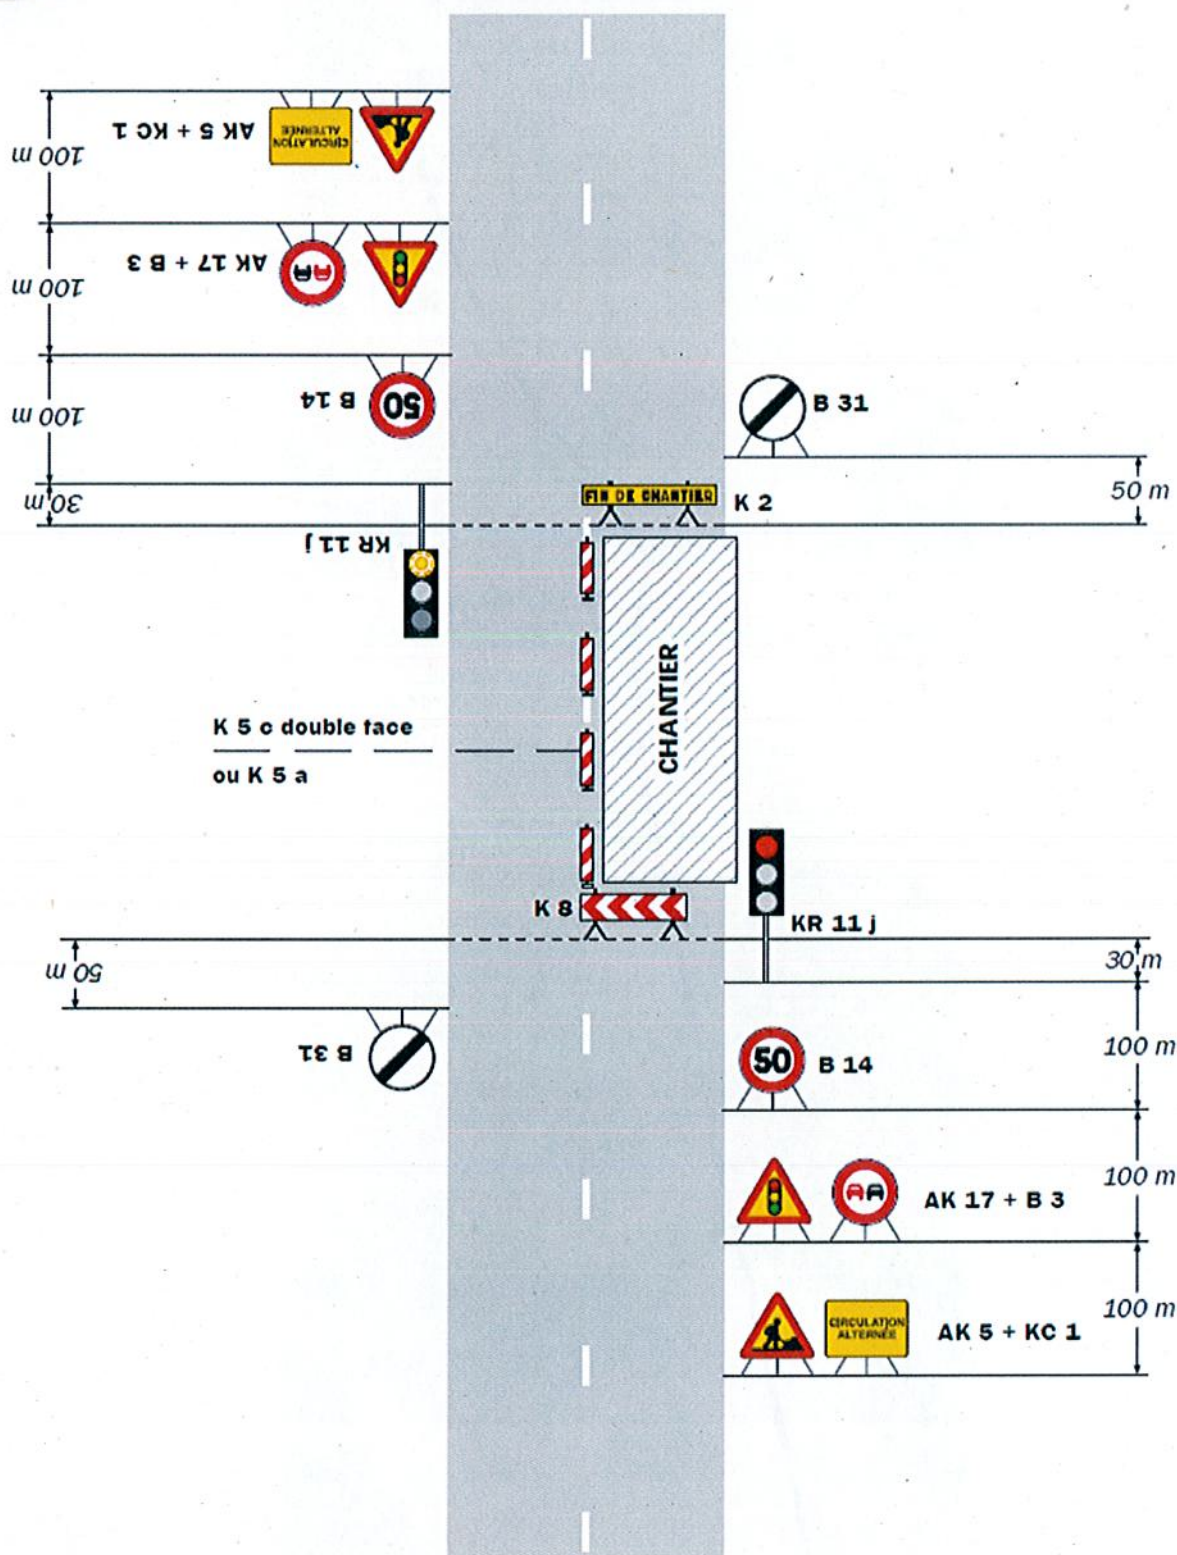 AK 5 + KC 1
CIRCULATION
ALTERNÉE
100 m
AK 17 + B 3
100 m
B 14
50
100 m
30 m
KR 11 j
B 31
50 m
FIN DE CHANTIER
K 2
K 5 c double face
ou K 5 a
CHANTIER
K 8
KR 11 j
50 m
30 m
B 31
50
B 14
100 m
AK 17 + B 3
100 m
CIRCULATION
ALTERNÉE
AK 5 + KC 1
100 m